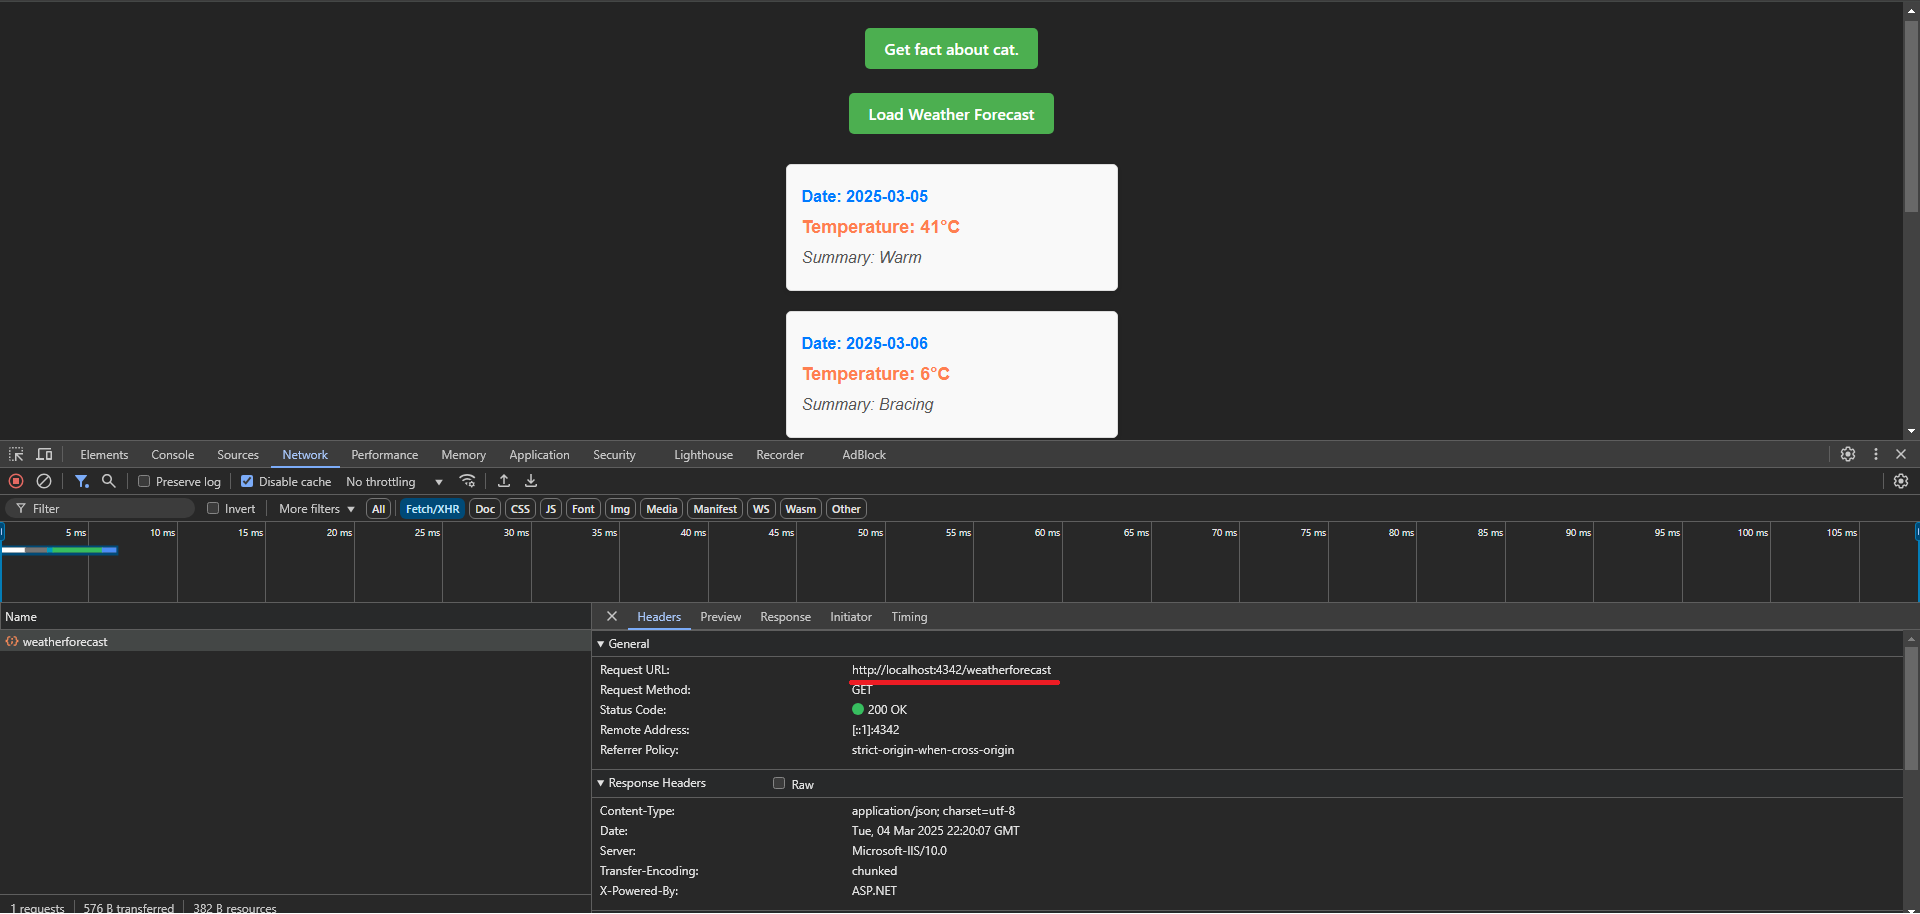 Get fact about cat.
Load Weather Forecast
Date: 2025-03-05
Temperature: 41°C
Summary: Warm
Date: 2025-03-06
Temperature: 6°C
Summary: Bracing
Elements Console Sources Network Performance Memory Application Security Lighthouse Recorder AdBlock
Preserve log Disable cache No throttling
Filter Invert More filters All Fetch/XHR Doc CSS JS Font Img Media Manifest WS Wasm Other
5 ms 10 ms 15 ms 20 ms 25 ms 30 ms 35 ms 40 ms 45 ms 50 ms 55 ms 60 ms 65 ms 70 ms 75 ms 80 ms 85 ms 90 ms 95 ms 100 ms 105 ms
Name
weatherforecast
Headers Preview Response Initiator Timing
General
Request URL: http://localhost:4342/weatherforecast
Request Method: GET
Status Code: 200 OK
Remote Address: [::1]:4342
Referrer Policy: strict-origin-when-cross-origin
Response Headers Raw
Content-Type: application/json; charset=utf-8
Date: Tue, 04 Mar 2025 22:20:07 GMT
Server: Microsoft-IIS/10.0
Transfer-Encoding: chunked
X-Powered-By: ASP.NET
1 requests 576 B transferred 382 B resources